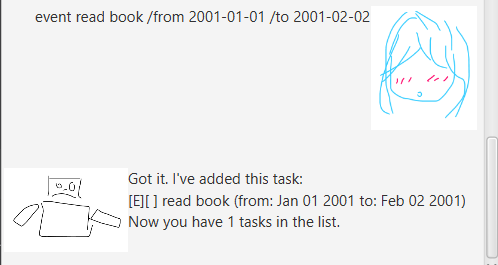 event read book /from 2001-01-01 /to 2001-02-02
Got it. I've added this task:
[E][ ] read book (from: Jan 01 2001 to: Feb 02 2001)
Now you have 1 tasks in the list.